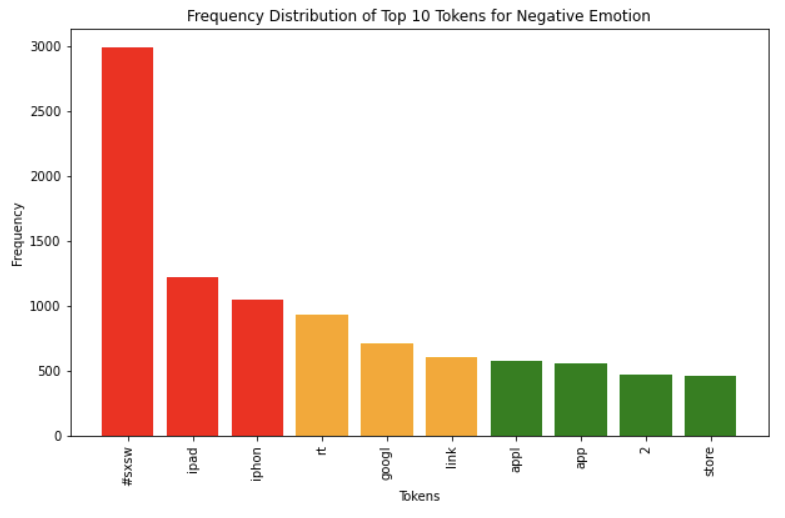 Frequency Distribution of Top 10 Tokens for Negative Emotion
3000
2500
2000
1500
1000
500
0
Frequency
#sxsw
ipad
iphon
rt
googl
link
appl
app
2
store
Tokens